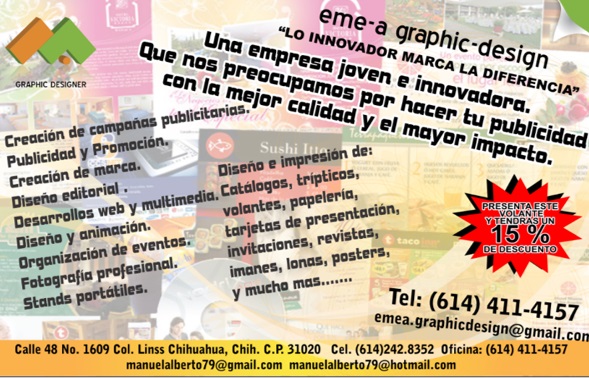 eme-a graphic-design
"LO INNOVADOR MARCA LA DIFERENCIA"
GRAPHIC DESIGNER
Una empresa joven e innovadora.
Que nos preocupamos por hacer tu publicidad
con la mejor calidad y el mayor impacto.
Creación de campañas publicitarias.
Publicidad y Promoción.
Creación de marca.
Diseño editorial .
Desarrollos web y multimedia.
Diseño y animación.
Organización de eventos.
Fotografia profesional.
Stands portátiles.
Diseño e impresión de:
Catálogos, trípticos,
volantes, papelería,
tarjetas de presentación,
invitaciones, revistas,
imanes, lonas, posters,
y mucho mas.......
Sushi Itto
taco
PRESENTA ESTE
VOLANTE
Y TENDRAS UN
15 %
DE DESCUENTO
Tel: (614) 411-4157
emea.graphicdesign@gmail.com
Calle 48 No. 1609 Col. Linss Chihuahua, Chih. C.P. 31020 Cel. (614)242.8352 Oficina: (614) 411-4157
manuelalberto79@gmail.com manuelalberto79@hotmail.com